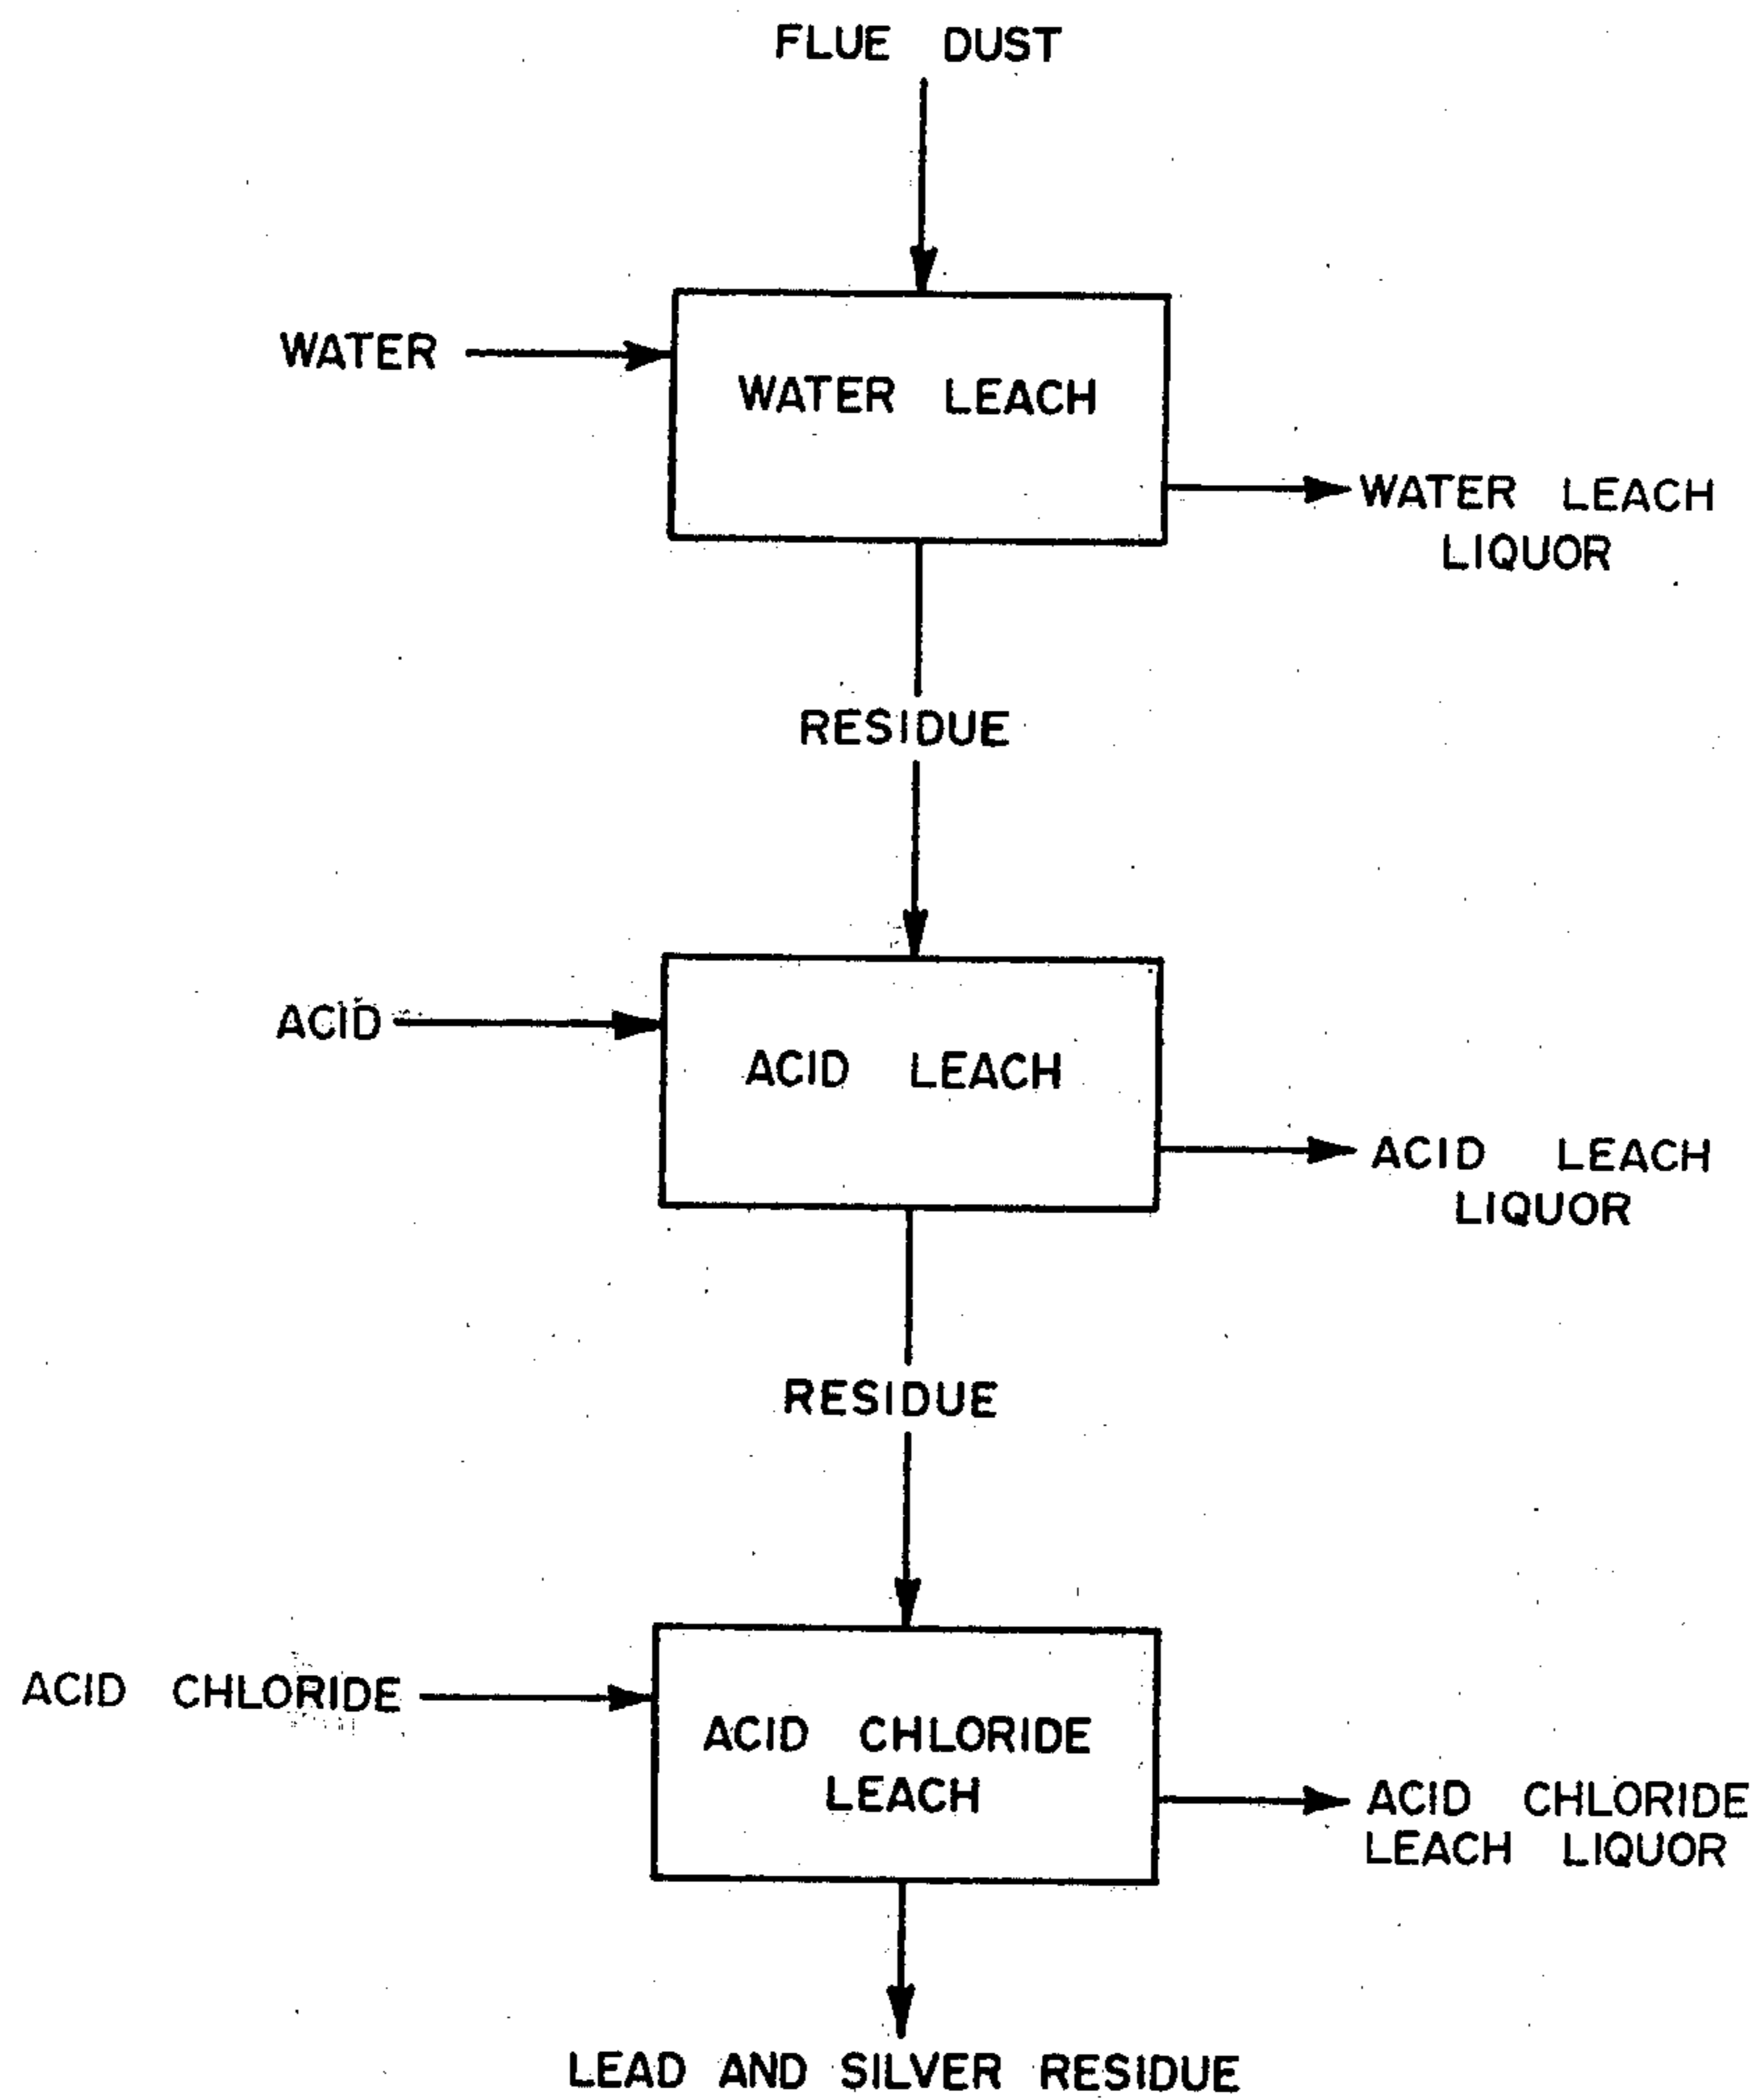 FLUE DUST
WATER
WATER LEACH
WATER LEACH
LIQUOR
RESIDUE
ACID
ACID LEACH
ACID LEACH
LIQUOR
RESIDUE
ACID CHLORIDE
ACID CHLORIDE
LEACH
ACID CHLORIDE
LEACH LIQUOR
LEAD AND SILVER RESIDUE